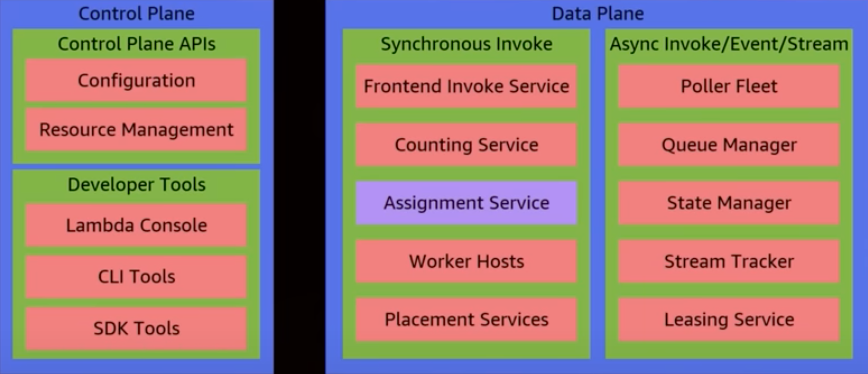 Control Plane
Control Plane APIs
Configuration
Resource Management
Developer Tools
Lambda Console
CLI Tools
SDK Tools
Data Plane
Synchronous Invoke
Frontend Invoke Service
Counting Service
Assignment Service
Worker Hosts
Placement Services
Async Invoke/Event/Stream
Poller Fleet
Queue Manager
State Manager
Stream Tracker
Leasing Service